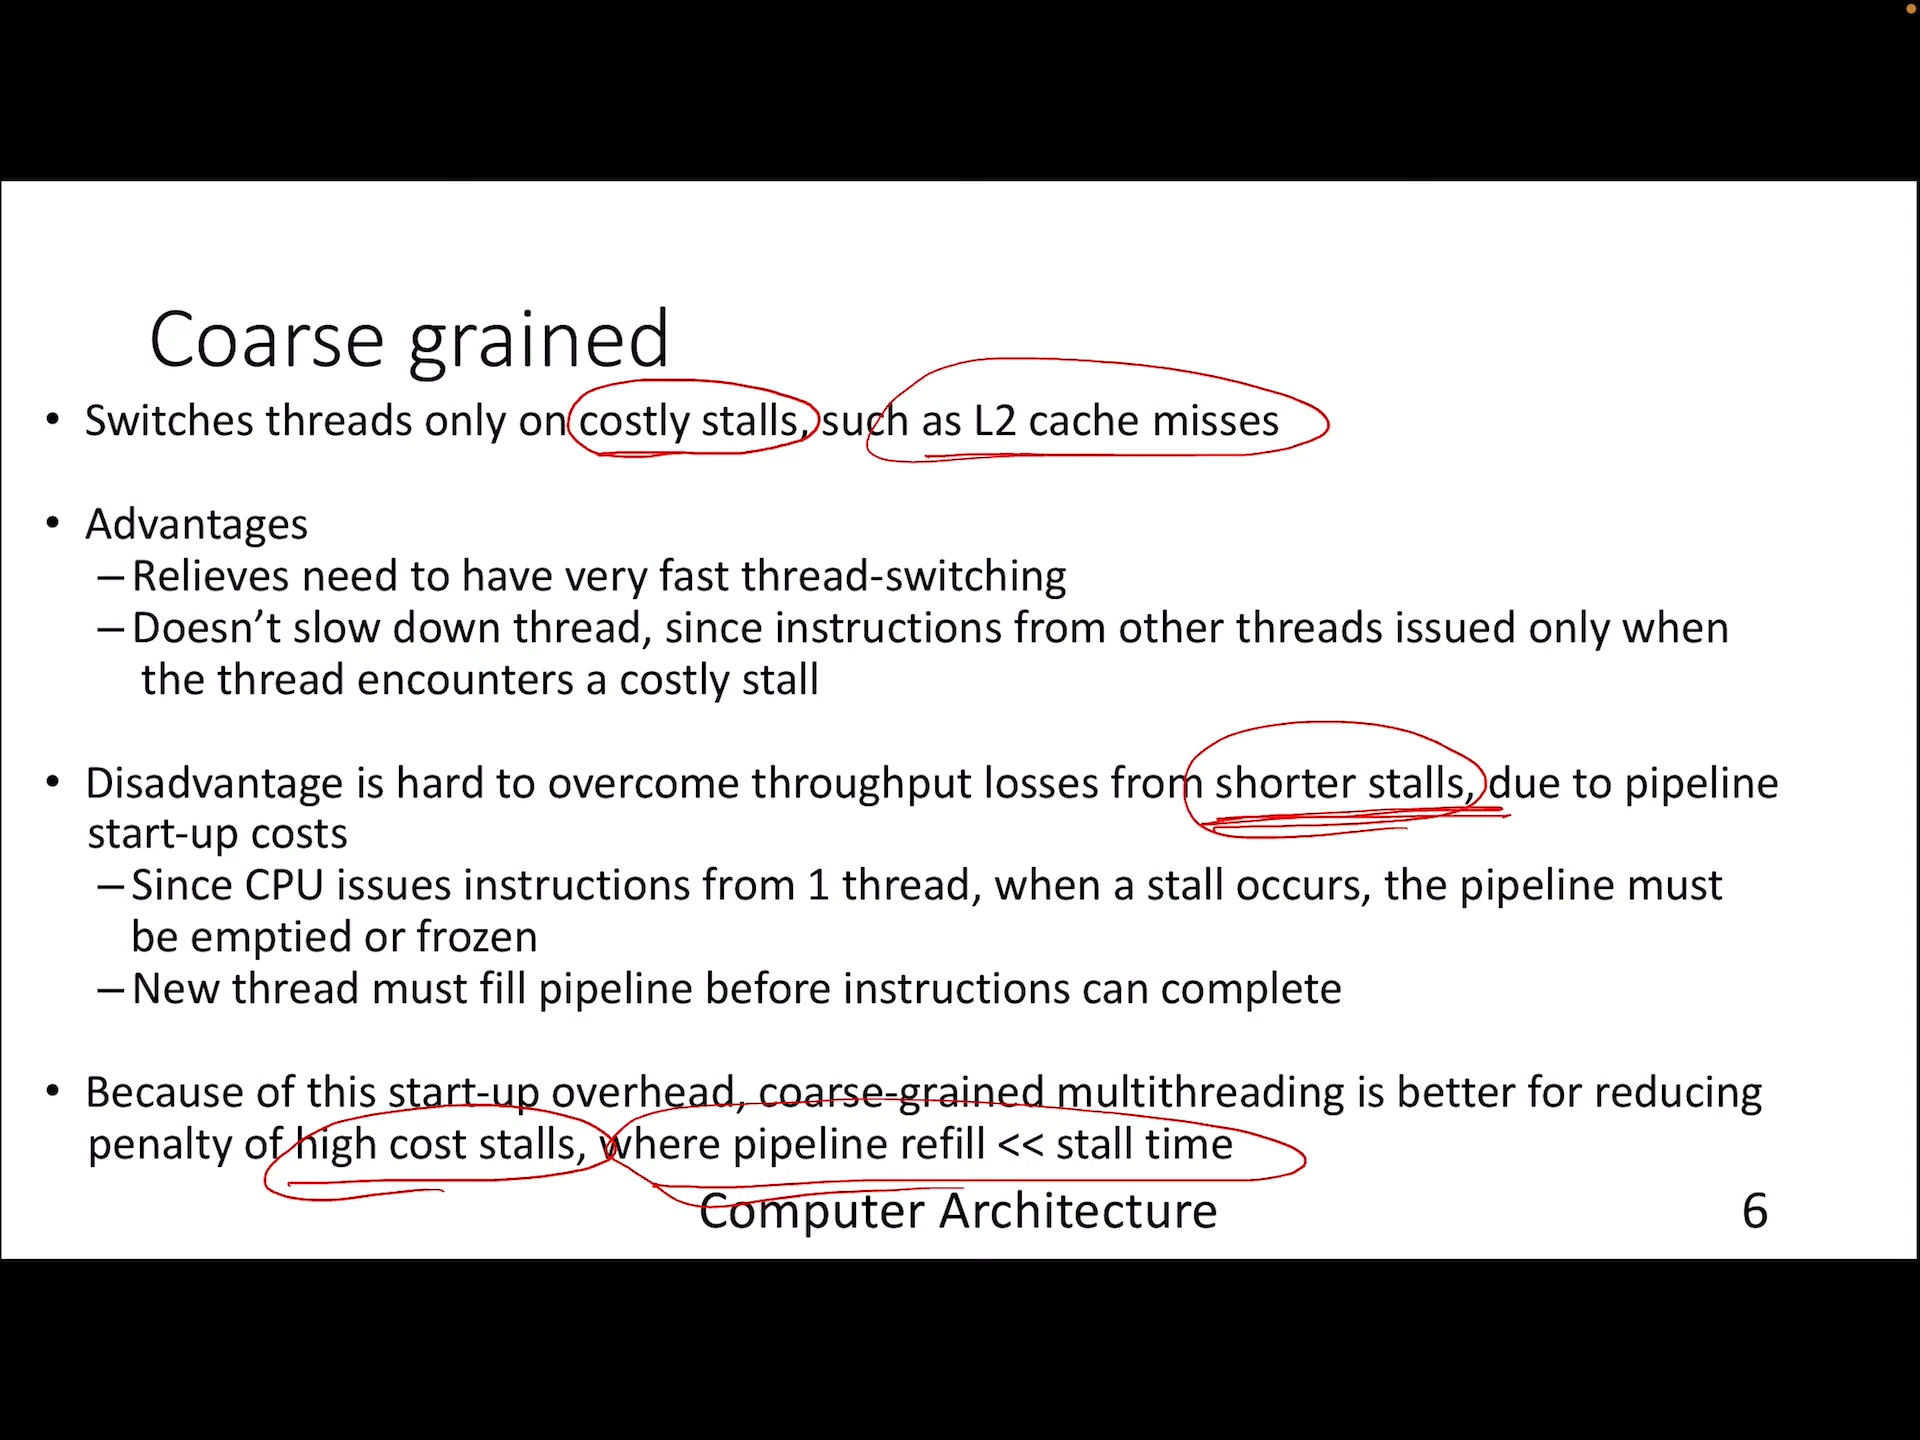 Coarse grained
• Switches threads only on costly stalls, such as L2 cache misses
• Advantages
– Relieves need to have very fast thread-switching
– Doesn’t slow down thread, since instructions from other threads issued only when
the thread encounters a costly stall
• Disadvantage is hard to overcome throughput losses from shorter stalls, due to pipeline
start-up costs
– Since CPU issues instructions from 1 thread, when a stall occurs, the pipeline must
be emptied or frozen
– New thread must fill pipeline before instructions can complete
• Because of this start-up overhead, coarse-grained multithreading is better for reducing
penalty of high cost stalls, where pipeline refill << stall time
Computer Architecture 6